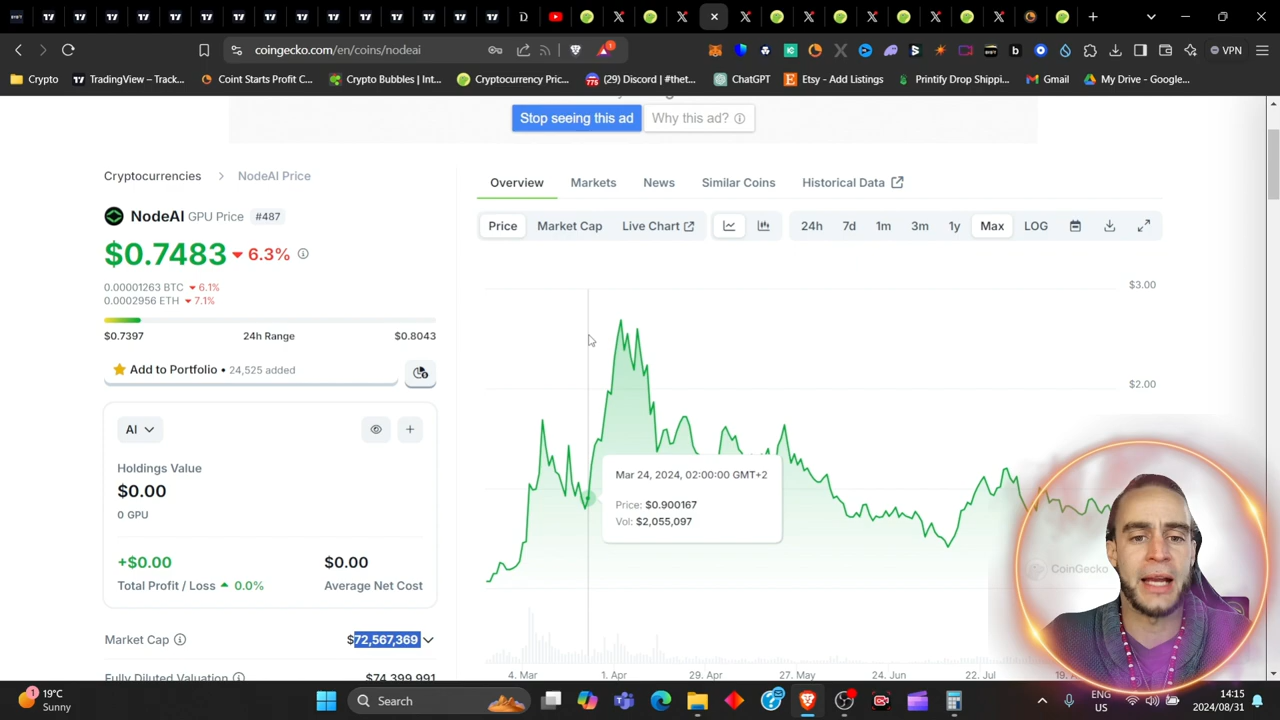 coingecko.com/en/coins/nodeai
1
VPN
Crypto
TradingView – Track...
Coint Starts Profit C...
Crypto Bubbles | Int...
Cryptocurrency Pric...
(29) Discord | #thet...
ChatGPT
Etsy - Add Listings
Printify Drop Shippi...
Gmail
My Drive - Google...
Stop seeing this ad
Why this ad?
Cryptocurrencies
NodeAI Price
Overview
Markets
News
Similar Coins
Historical Data
NodeAI GPU Price #487
Price
Market Cap
Live Chart
24h
7d
1m
3m
1y
Max
LOG
$0.7483 6.3%
0.00001263 BTC 6.1%
0.0002956 ETH 7.1%
$0.7397
24h Range
$0.8043
Add to Portfolio • 24,525 added
AI
Holdings Value
$0.00
0 GPU
+$0.00
$0.00
Total Profit / Loss 0.0%
Average Net Cost
Market Cap
$72,567,369
Fully Diluted Valuation
$74,399,991
$3.00
$2.00
Mar 24, 2024, 02:00:00 GMT+2
Price: $0.900167
Vol: $2,055,097
CoinGecko
4. Mar
1. Apr
29. Apr
27. May
24. Jun
22. Jul
1
19°C
Sunny
Search
ENG
US
14:15
2024/08/31